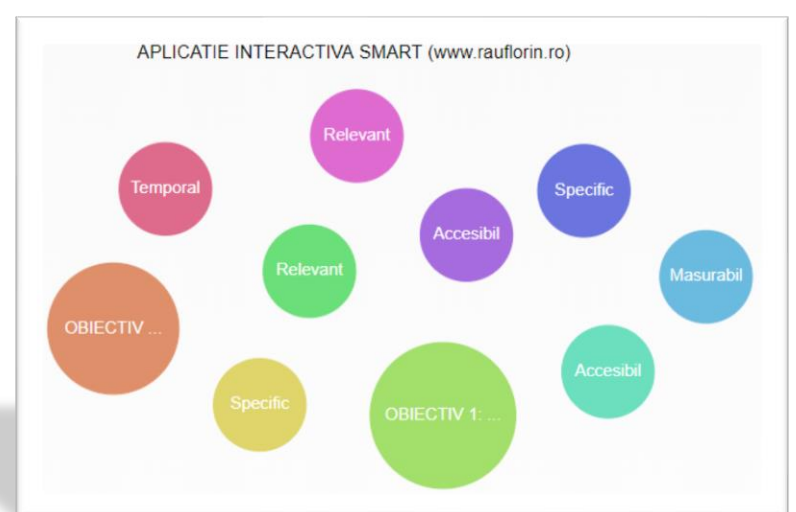 APLICATIE INTERACTIVA SMART (www.rauflorin.ro)
Relevant
Temporal
Specific
Accesibil
Relevant
Masurabil
OBIECTIV ...
Accesibil
Specific
OBIECTIV 1: ...